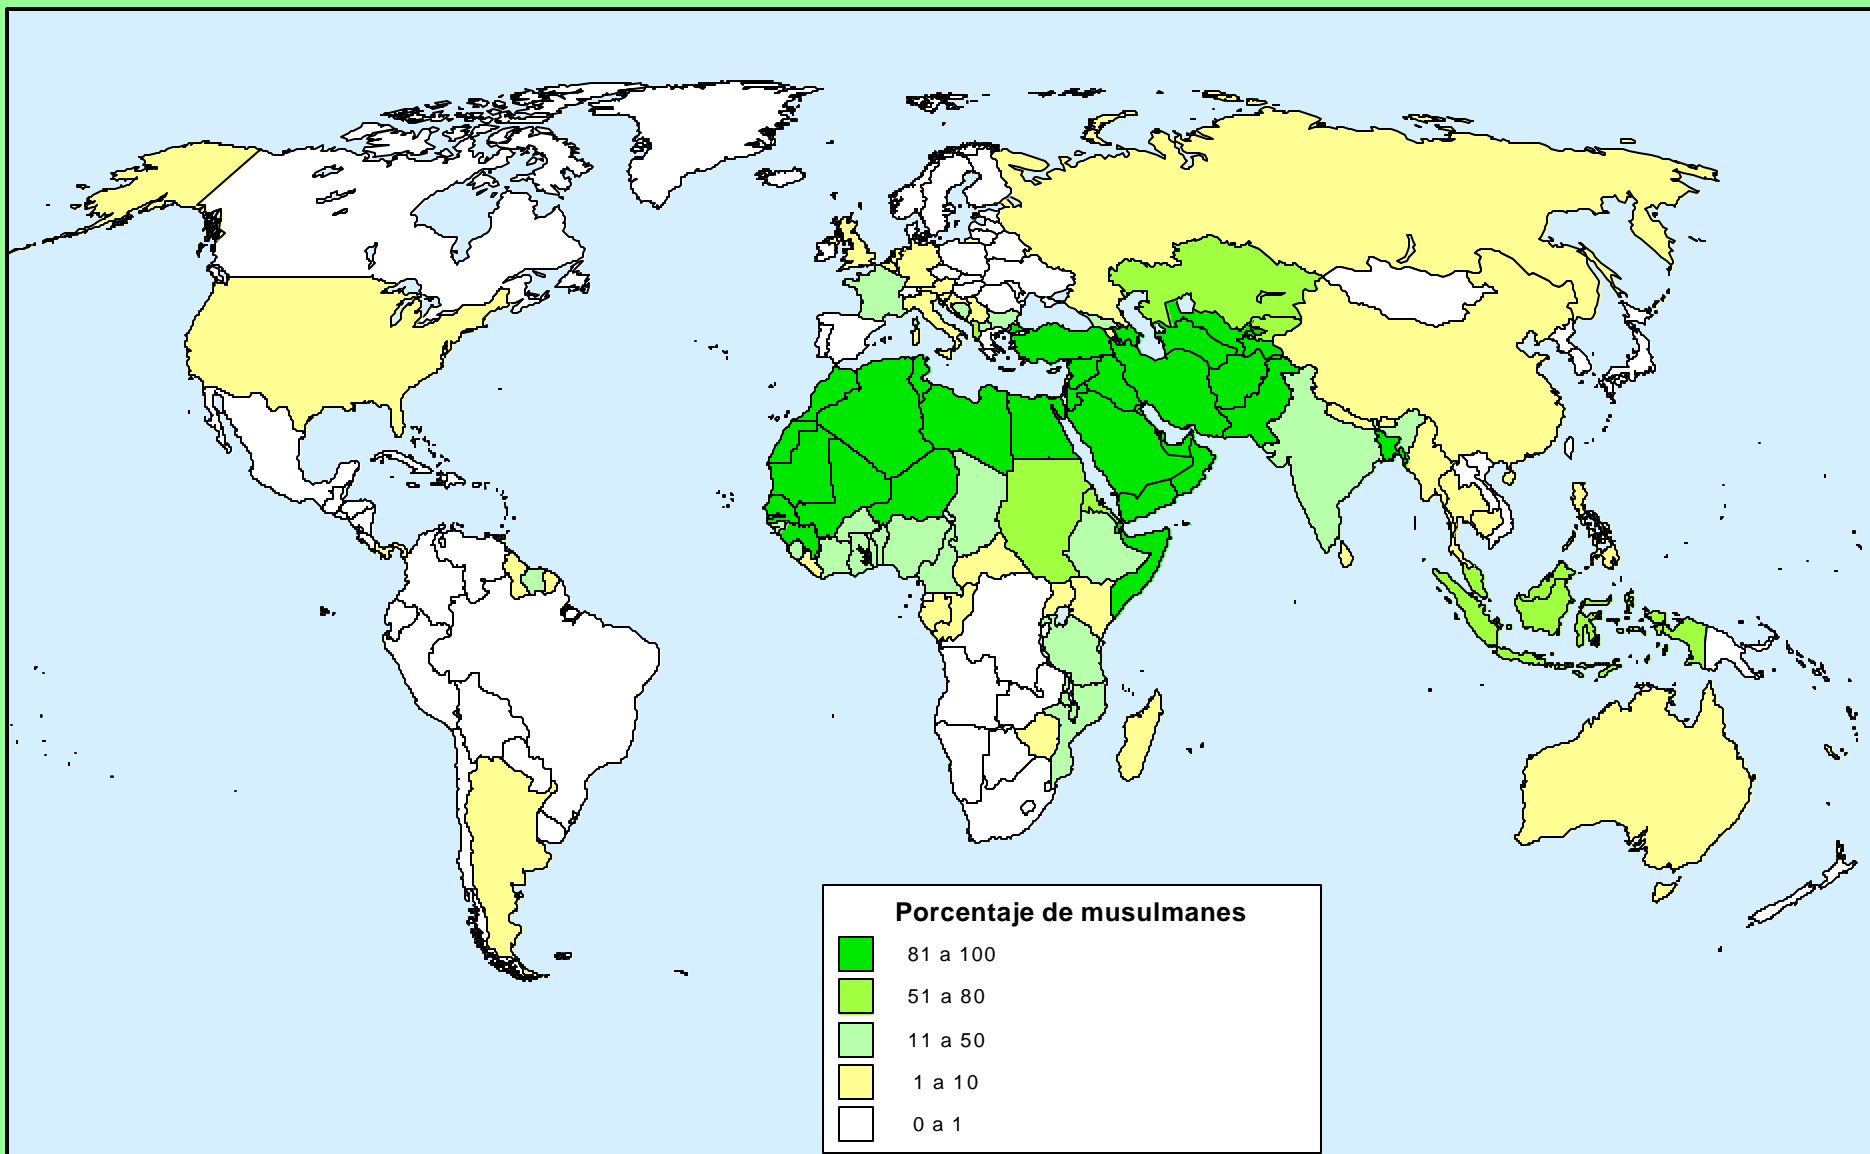 Porcentaje de musulmanes
81 a 100
51 a 80
11 a 50
1 a 10
0 a 1